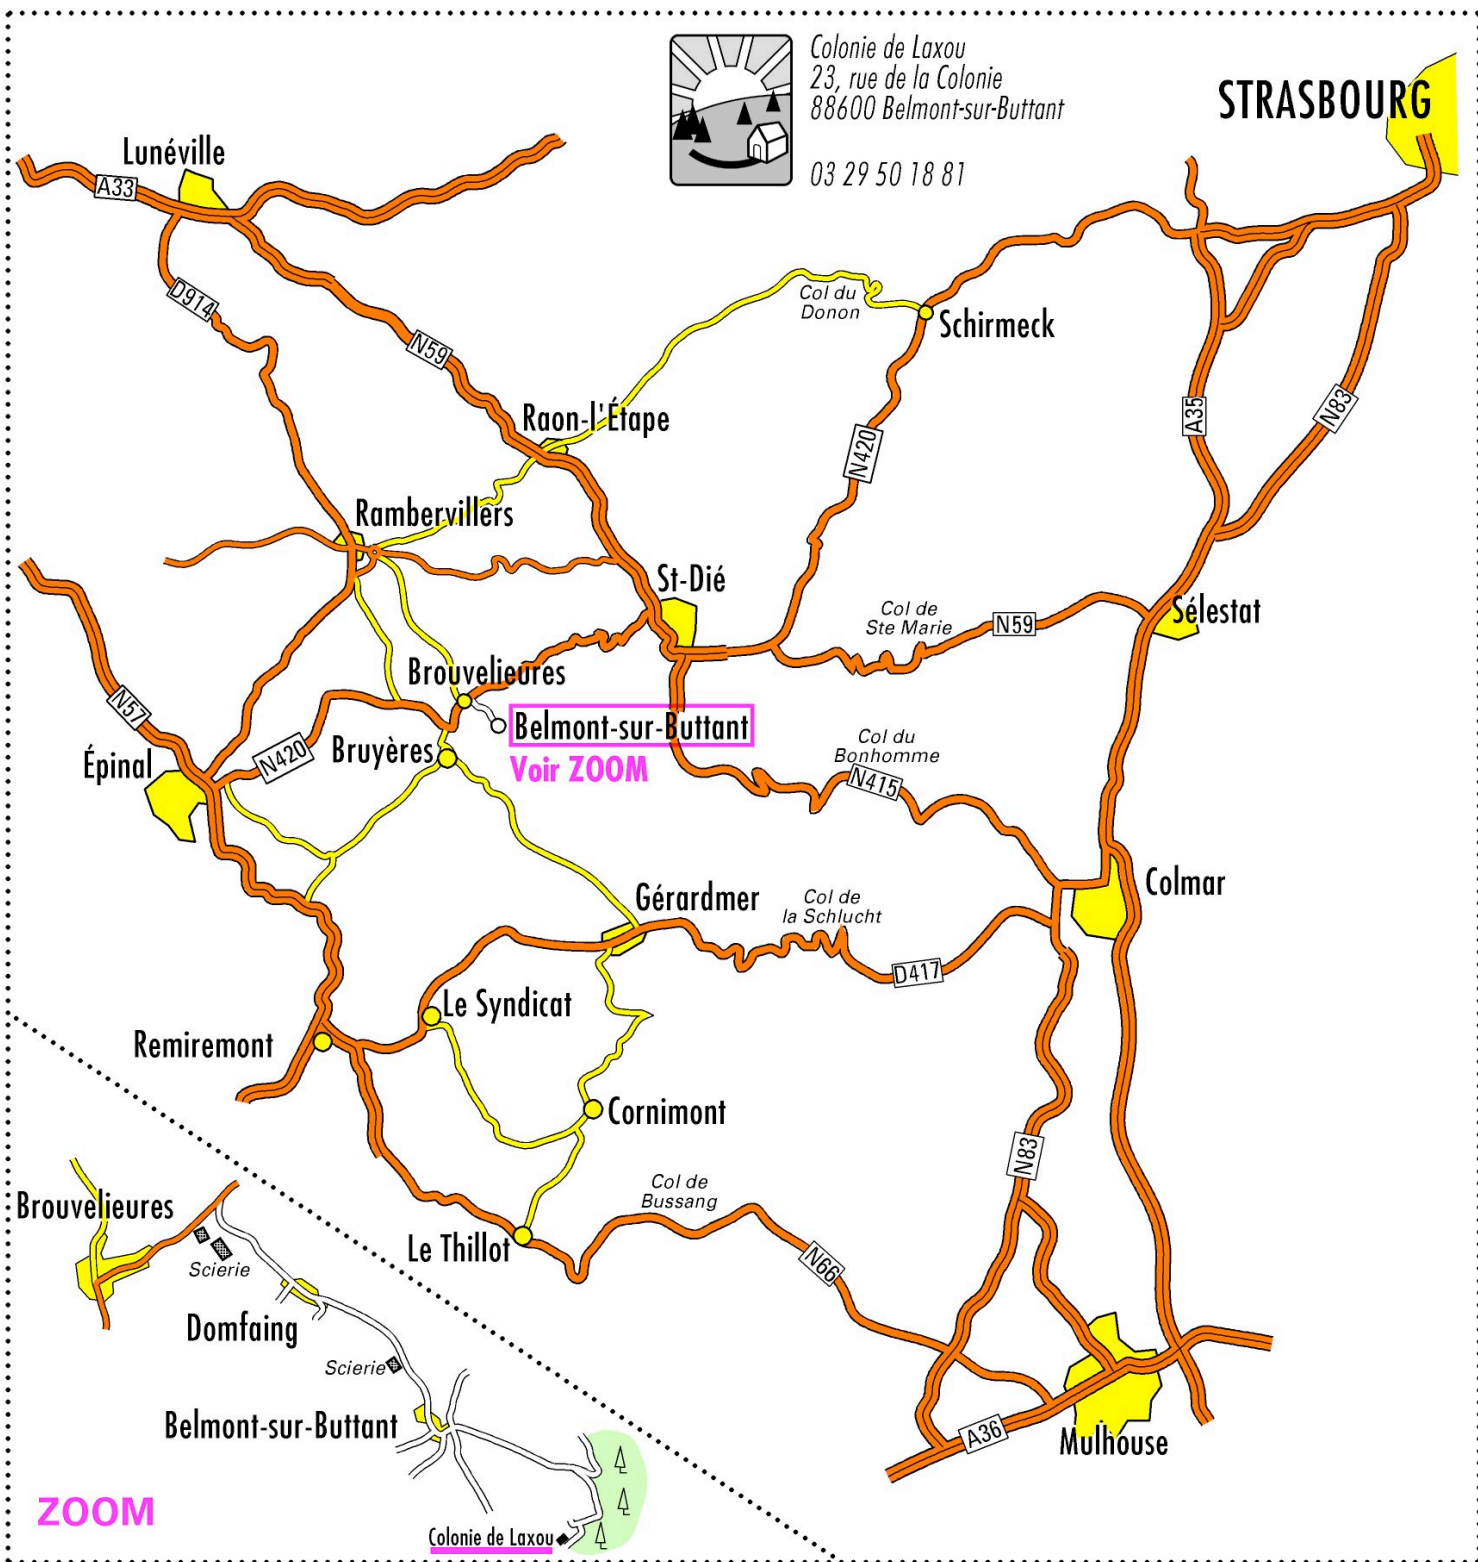 Colonie de Laxou
23, rue de la Colonie
88600 Belmont-sur-Buttant
03 29 50 18 81
STRASBOURG
Lunéville
A33
D914
Col du
Donon
Schirmeck
N59
Raon-l'Étape
N420
A35
N83
Rambervillers
St-Dié
Col de
Ste Marie
N59
Sélestat
Brouvelieures
Belmont-sur-Buttant
Voir ZOOM
N57
Épinal
N420
Bruyères
Col du
Bonhomme
N415
Colmar
Gérardmer
Col de
la Schlucht
D417
Le Syndicat
Remiremont
Cornimont
N83
Col de
Bussang
Le Thillot
N66
A36
Mulhouse
Brouvelieures
Scierie
Domfaing
Scierie
Belmont-sur-Buttant
ZOOM
Colonie de Laxou